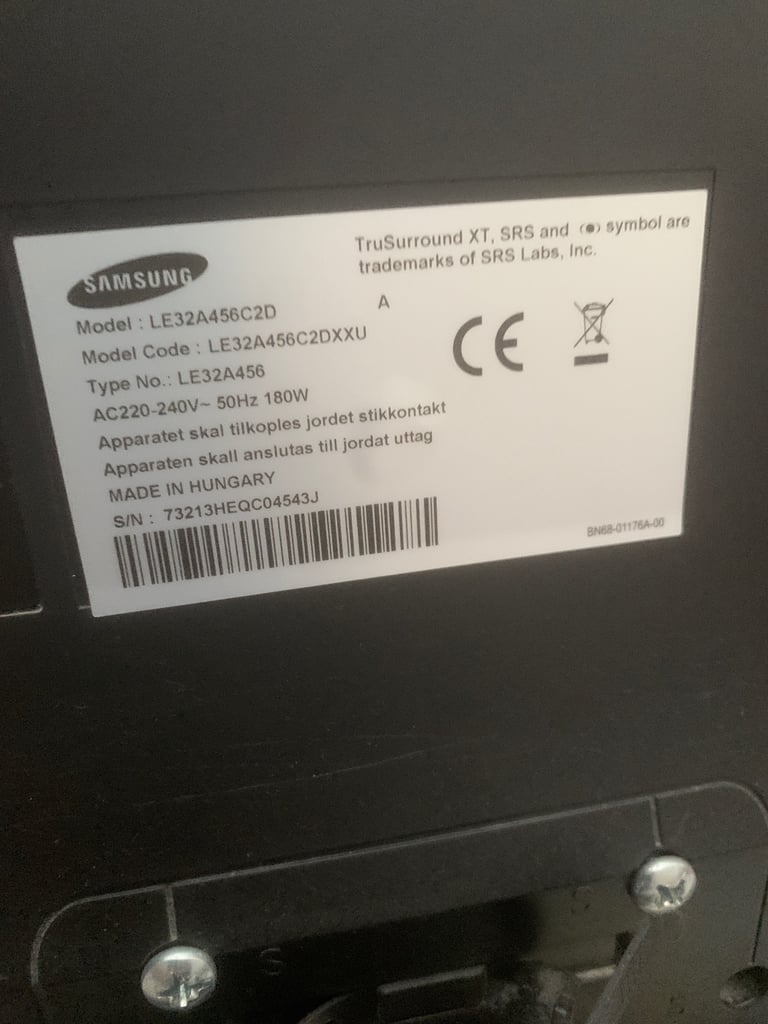 SAMSUNG
TruSurround XT, SRS and (●) symbol are
trademarks of SRS Labs, Inc.
A
Model : LE32A456C2D
Model Code : LE32A456C2DXXU
Type No.: LE32A456
AC220-240V~ 50Hz 180W
Apparatet skal tilkoples jordet stikkontakt
Apparaten skall anslutas till jordat uttag
MADE IN HUNGARY
S/N : 73213HEQC04543J
CE
BN68-01176A-00
S